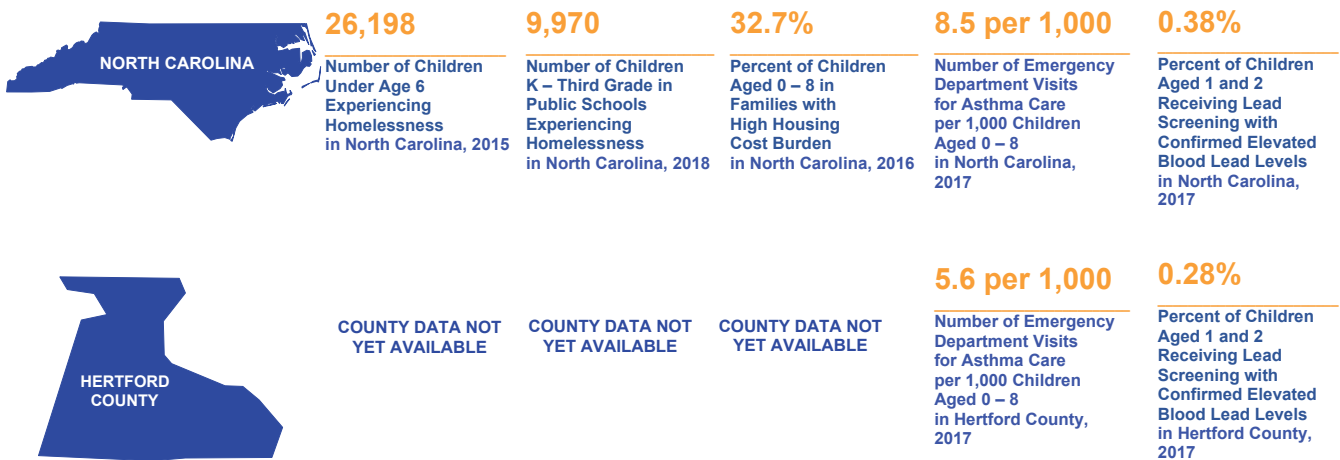 NORTH CAROLINA
26,198
Number of Children
Under Age 6
Experiencing
Homelessness
in North Carolina, 2015
9,970
Number of Children
K – Third Grade in
Public Schools
Experiencing
Homelessness
in North Carolina, 2018
32.7%
Percent of Children
Aged 0 – 8 in
Families with
High Housing
Cost Burden
in North Carolina, 2016
8.5 per 1,000
Number of Emergency
Department Visits
for Asthma Care
per 1,000 Children
Aged 0 – 8
in North Carolina,
2017
0.38%
Percent of Children
Aged 1 and 2
Receiving Lead
Screening with
Confirmed Elevated
Blood Lead Levels
in North Carolina,
2017
HERTFORD
COUNTY
COUNTY DATA NOT
YET AVAILABLE
COUNTY DATA NOT
YET AVAILABLE
COUNTY DATA NOT
YET AVAILABLE
5.6 per 1,000
Number of Emergency
Department Visits
for Asthma Care
per 1,000 Children
Aged 0 – 8
in Hertford County,
2017
0.28%
Percent of Children
Aged 1 and 2
Receiving Lead
Screening with
Confirmed Elevated
Blood Lead Levels
in Hertford County,
2017